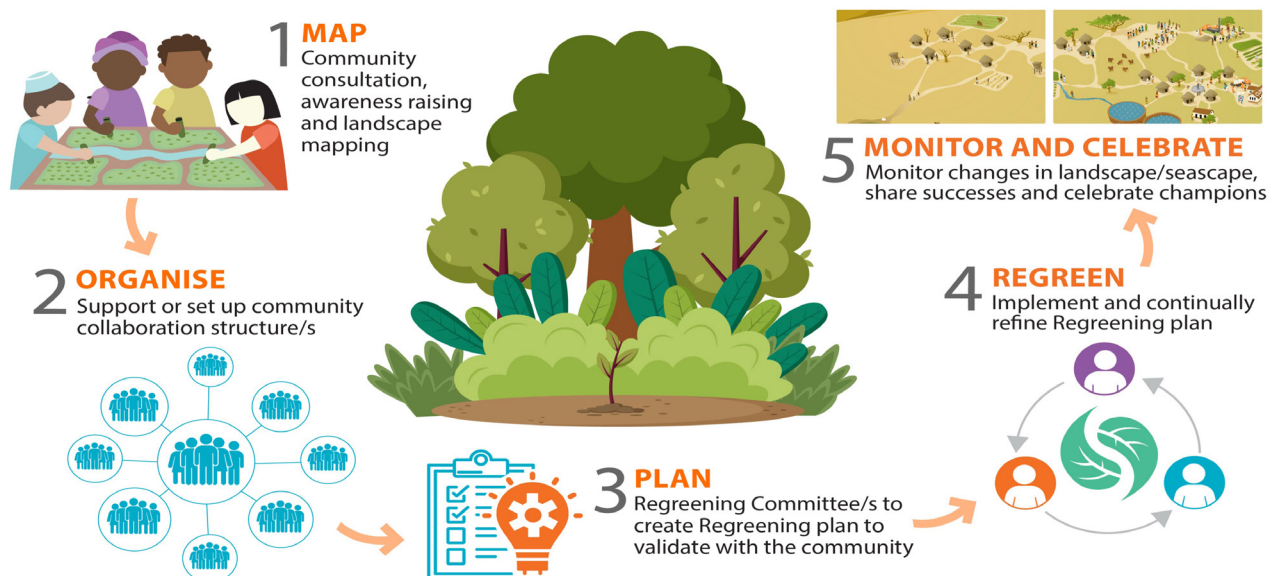 1 MAP
Community
consultation,
awareness raising
and landscape
mapping
2 ORGANISE
Support or set up community
collaboration structure/s
3 PLAN
Regreening Committee/s to
create Regreening plan to
validate with the community
4 REGREEN
Implement and continually
refine Regreening plan
5 MONITOR AND CELEBRATE
Monitor changes in landscape/seascape,
share successes and celebrate champions